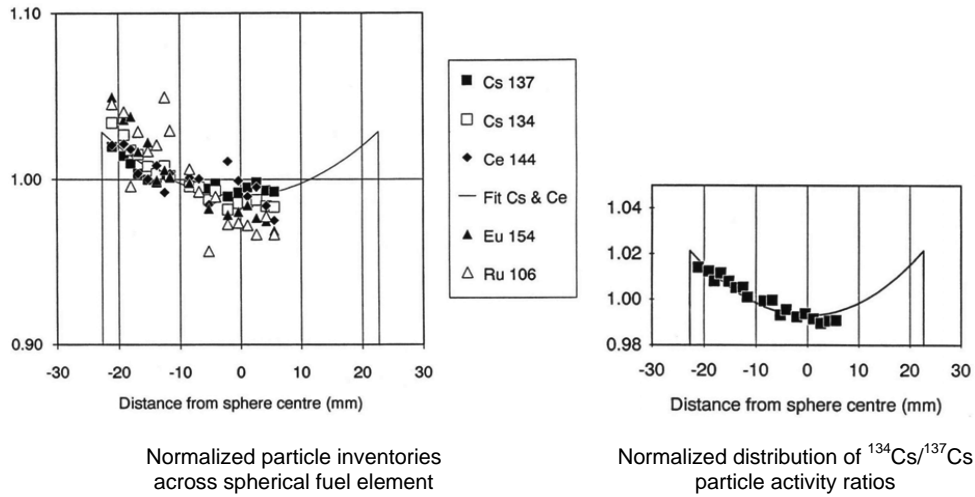 1.10
1.05
1.00
0.90
-30 -20 -10 0 10 20 30
Distance from sphere centre (mm)
Cs 137
Cs 134
Ce 144
Fit Cs & Ce
Eu 154
Ru 106
1.04
1.02
1.00
0.98
-30 -20 -10 0 10 20 30
Distance from sphere centre (mm)
Normalized particle inventories
across spherical fuel element
Normalized distribution of ¹³⁴Cs/¹³⁷Cs
particle activity ratios